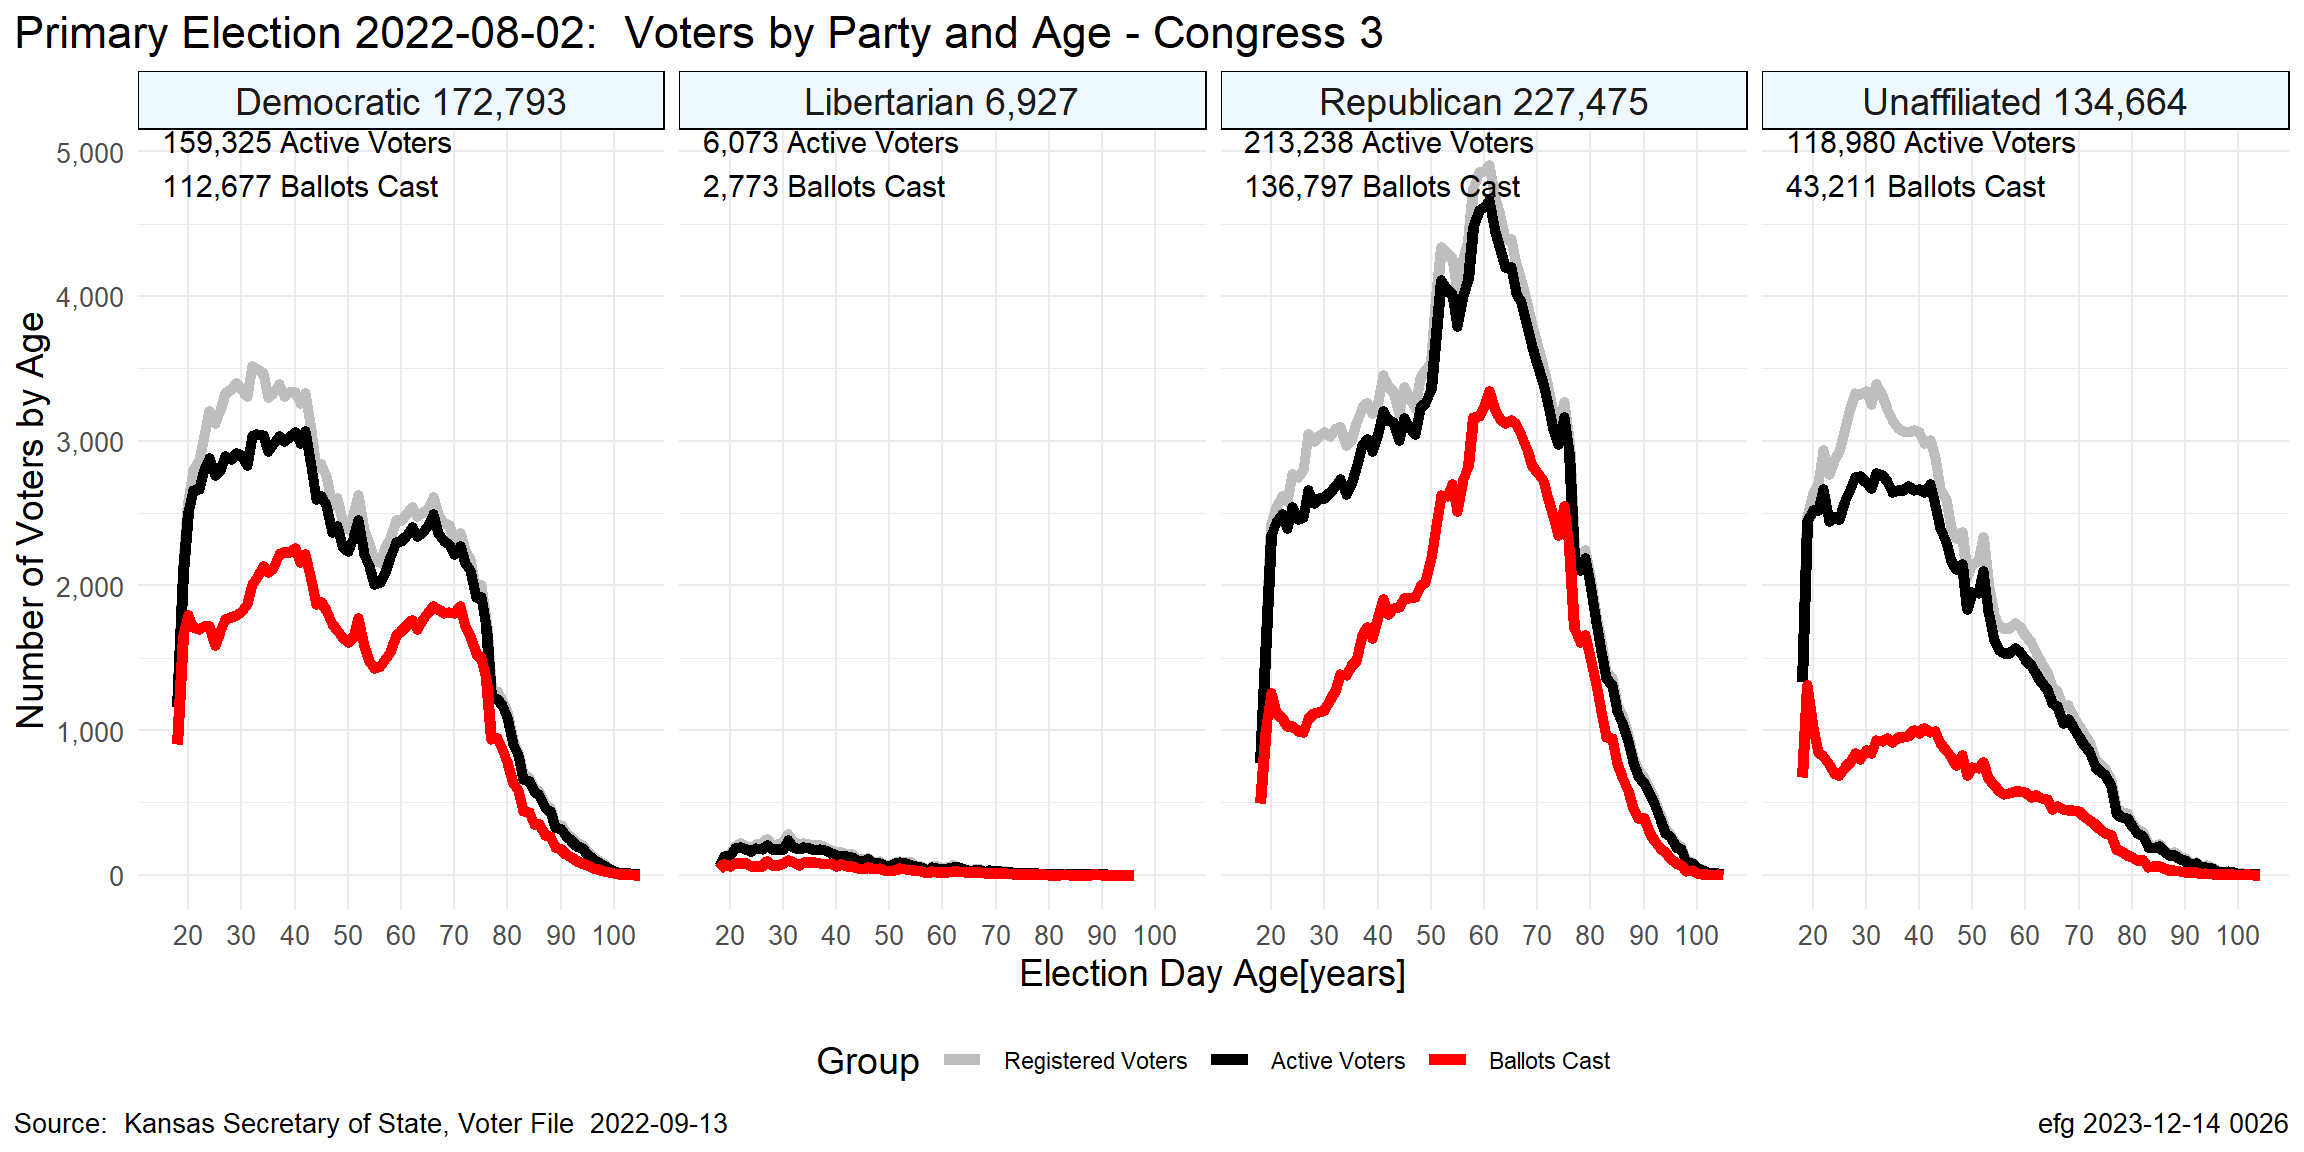 Primary Election 2022-08-02:  Voters by Party and Age - Congress 3
Democratic 172,793
Libertarian 6,927
Republican 227,475
Unaffiliated 134,664
159,325 Active Voters
112,677 Ballots Cast
6,073 Active Voters
2,773 Ballots Cast
213,238 Active Voters
136,797 Ballots Cast
118,980 Active Voters
43,211 Ballots Cast
Number of Voters by Age
5,000
4,000
3,000
2,000
1,000
0
20 30 40 50 60 70 80 90 100
20 30 40 50 60 70 80 90 100
20 30 40 50 60 70 80 90 100
20 30 40 50 60 70 80 90 100
Election Day Age[years]
Group Registered Voters Active Voters Ballots Cast
Source:  Kansas Secretary of State, Voter File  2022-09-13
efg 2023-12-14 0026